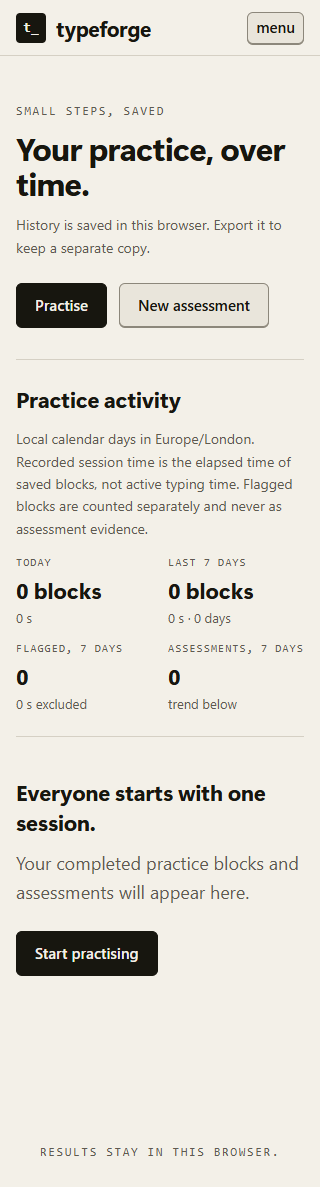 t_ typeforge menu
SMALL STEPS, SAVED
Your practice, over
time.
History is saved in this browser. Export it to
keep a separate copy.
Practise New assessment
Practice activity
Local calendar days in Europe/London.
Recorded session time is the elapsed time of
saved blocks, not active typing time. Flagged
blocks are counted separately and never as
assessment evidence.
TODAY LAST 7 DAYS
0 blocks 0 blocks
0 s 0 s · 0 days
FLAGGED, 7 DAYS ASSESSMENTS, 7 DAYS
0 0
0 s excluded trend below
Everyone starts with one
session.
Your completed practice blocks and
assessments will appear here.
Start practising
RESULTS STAY IN THIS BROWSER.